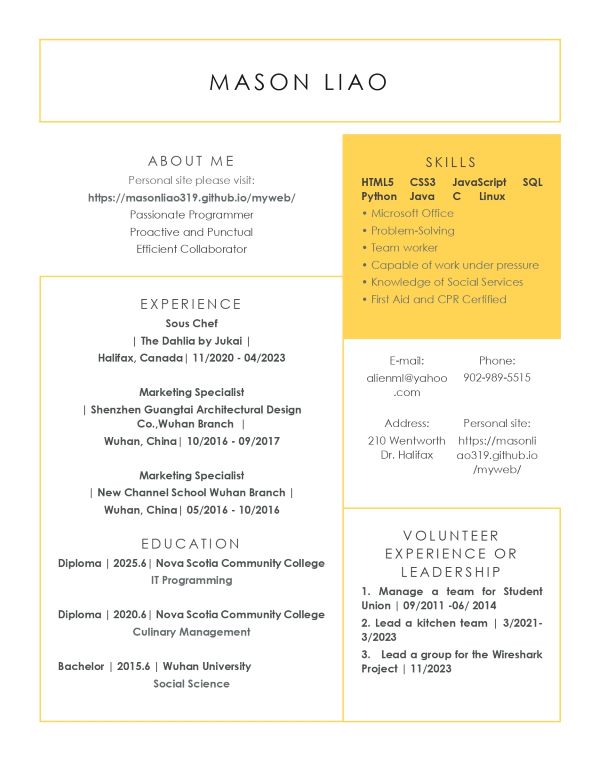 MASON LIAO
ABOUT ME
Personal site please visit:
https://masonliao319.github.io/myweb/
Passionate Programmer
Proactive and Punctual
Efficient Collaborator
EXPERIENCE
Sous Chef
| The Dahlia by Jukai |
Halifax, Canada| 11/2020 - 04/2023
Marketing Specialist
| Shenzhen Guangtai Architectural Design
Co.,Wuhan Branch |
Wuhan, China| 10/2016 - 09/2017
Marketing Specialist
| New Channel School Wuhan Branch |
Wuhan, China| 05/2016 - 10/2016
EDUCATION
Diploma | 2025.6| Nova Scotia Community College
IT Programming
Diploma | 2020.6| Nova Scotia Community College
Culinary Management
Bachelor | 2015.6 | Wuhan University
Social Science
SKILLS
HTML5 CSS3 JavaScript SQL
Python Java C Linux
• Microsoft Office
• Problem-Solving
• Team worker
• Capable of work under pressure
• Knowledge of Social Services
• First Aid and CPR Certified
E-mail:
alienml@yahoo
.com
Phone:
902-989-5515
Address:
210 Wentworth
Dr. Halifax
Personal site:
https://masonli
ao319.github.io
/myweb/
VOLUNTEER
EXPERIENCE OR
LEADERSHIP
1. Manage a team for Student
Union | 09/2011 -06/ 2014
2. Lead a kitchen team | 3/2021-
3/2023
3. Lead a group for the Wireshark
Project | 11/2023